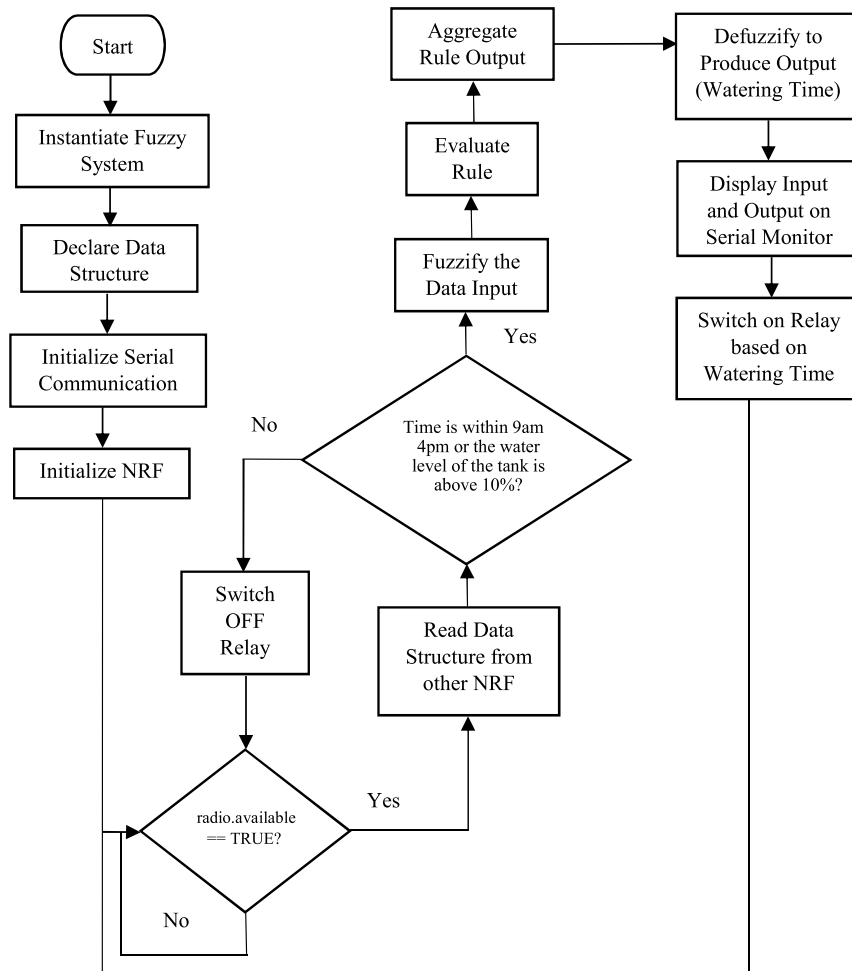 Start
Instantiate Fuzzy
System
Declare Data
Structure
Initialize Serial
Communication
Initialize NRF
radio.available
== TRUE?
No
Yes
Read Data
Structure from
other NRF
Time is within 9am
4pm or the water
level of the tank is
above 10%?
No
Switch
OFF
Relay
Yes
Fuzzify the
Data Input
Evaluate
Rule
Aggregate
Rule Output
Defuzzify to
Produce Output
(Watering Time)
Display Input
and Output on
Serial Monitor
Switch on Relay
based on
Watering Time